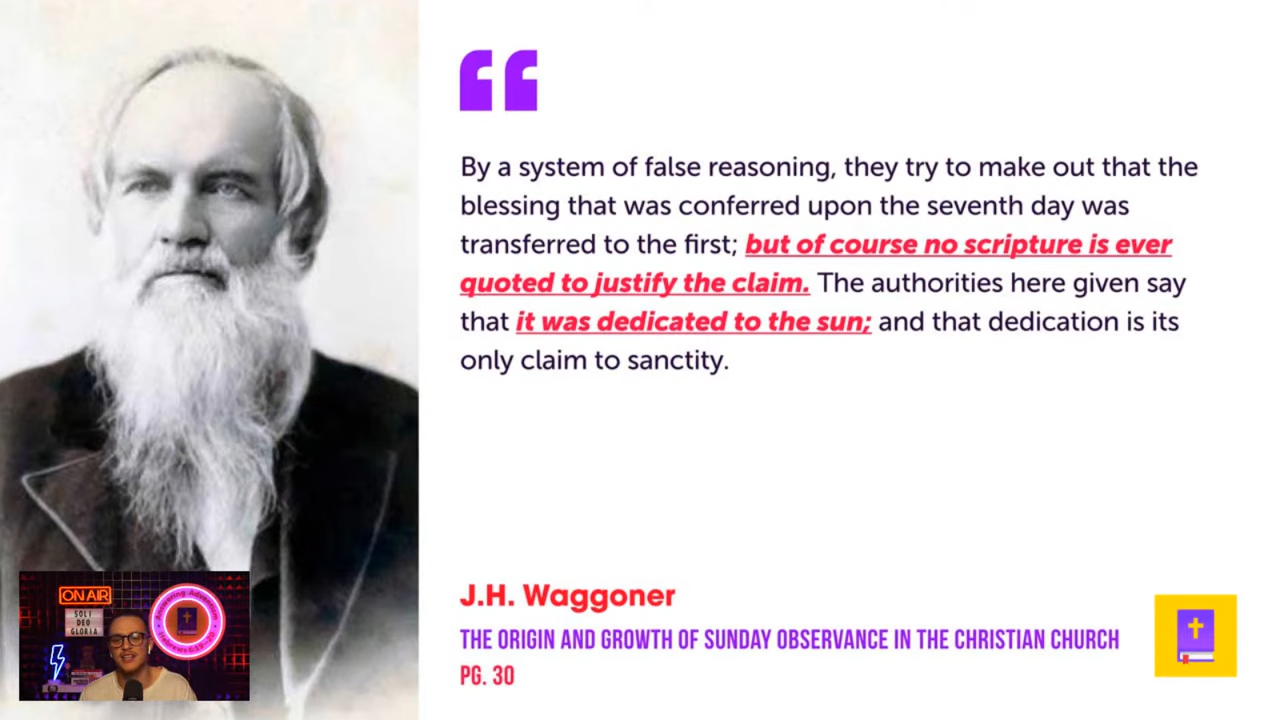 By a system of false reasoning, they try to make out that the
blessing that was conferred upon the seventh day was
transferred to the first; but of course no scripture is ever
quoted to justify the claim. The authorities here given say
that it was dedicated to the sun; and that dedication is its
only claim to sanctity.
J.H. Waggoner
THE ORIGIN AND GROWTH OF SUNDAY OBSERVANCE IN THE CHRISTIAN CHURCH
PG. 30
ON AIR
SOLI
DEO
GLORIA
Answering Adventism